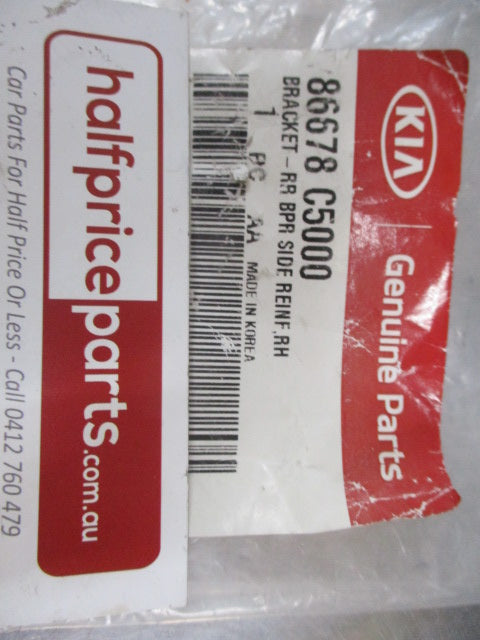 KIA
Genuine Parts
86678 C5000
BRACKET-RR BPR SIDE REINF,RH
1 PC AA MADE IN KOREA
halfpriceparts.com.au
Car Parts For Half Price Or Less - Call 0412 760 479